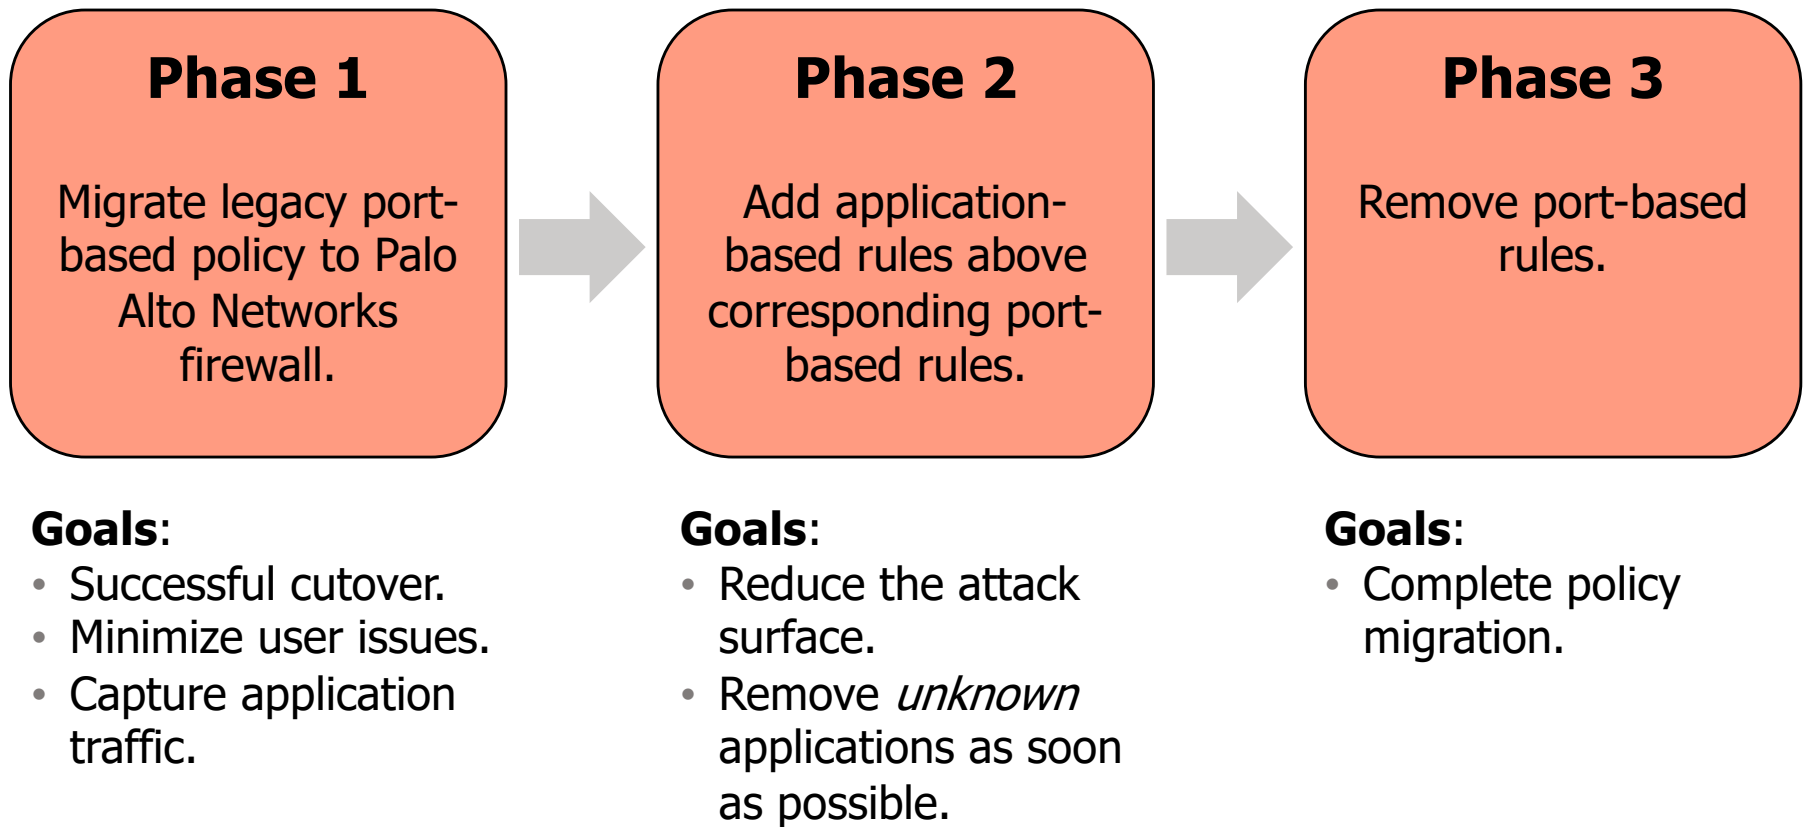 Phase 1
Migrate legacy port-
based policy to Palo
Alto Networks
firewall.
Phase 2
Add application-
based rules above
corresponding port-
based rules.
Phase 3
Remove port-based
rules.
Goals:
• Successful cutover.
• Minimize user issues.
• Capture application
traffic.
Goals:
• Reduce the attack
surface.
• Remove unknown
applications as soon
as possible.
Goals:
• Complete policy
migration.